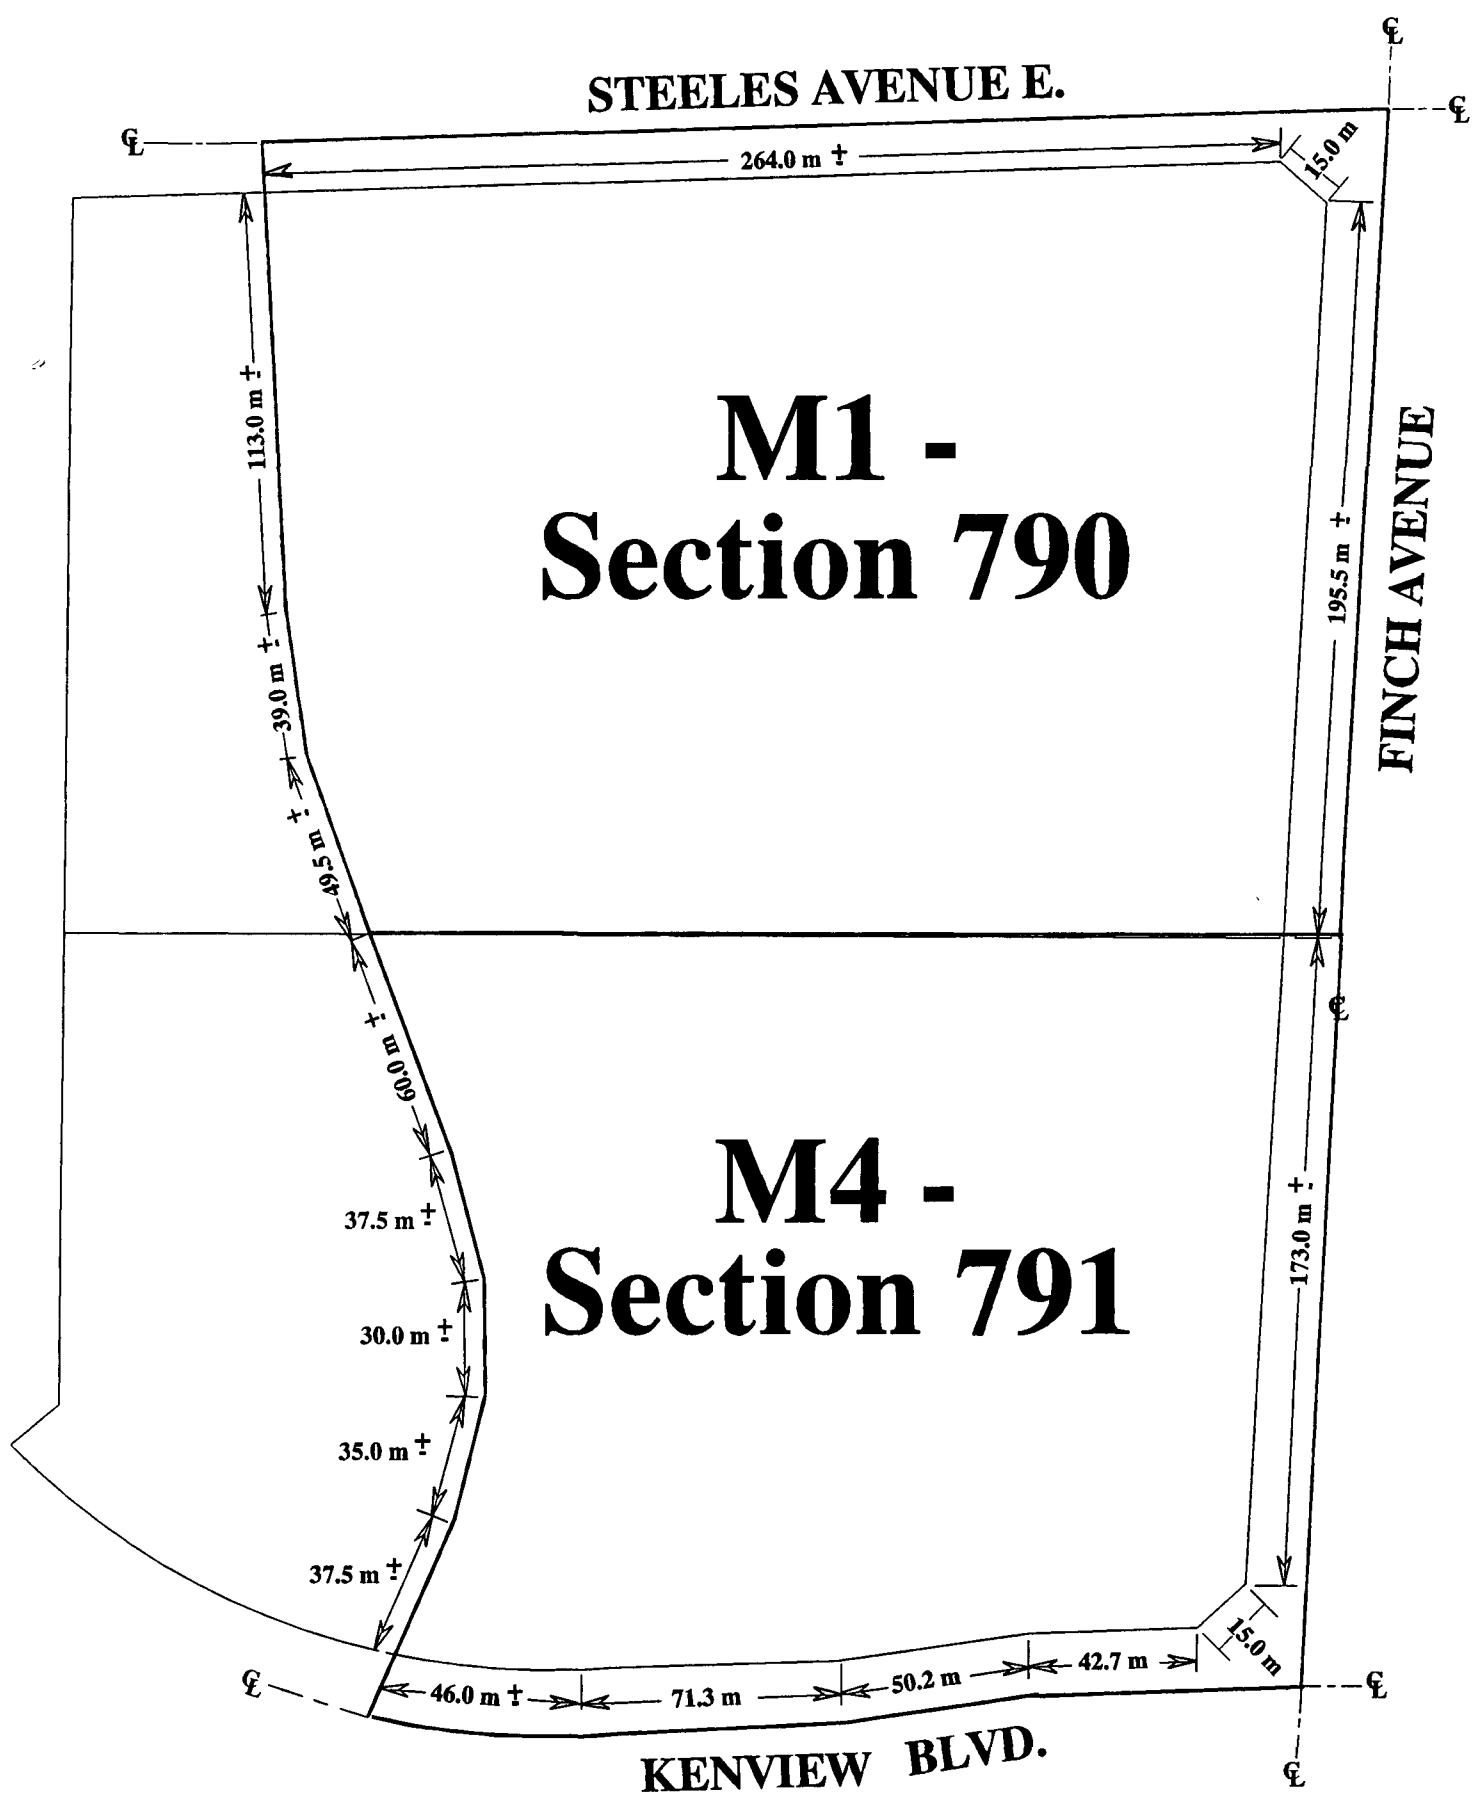 ℄
STEELES AVENUE E.
℄
℄
264.0 m ±
15.0 m
113.0 m ±
M1 -
Section 790
195.5 m ±
FINCH AVENUE
39.0 m ±
49.5 m ±
℄
60.0 m ±
M4 -
Section 791
37.5 m ±
173.0 m ±
30.0 m ±
35.0 m ±
37.5 m ±
15.0 m
℄
46.0 m ±
71.3 m
50.2 m
42.7 m
℄
KENVIEW BLVD.
℄